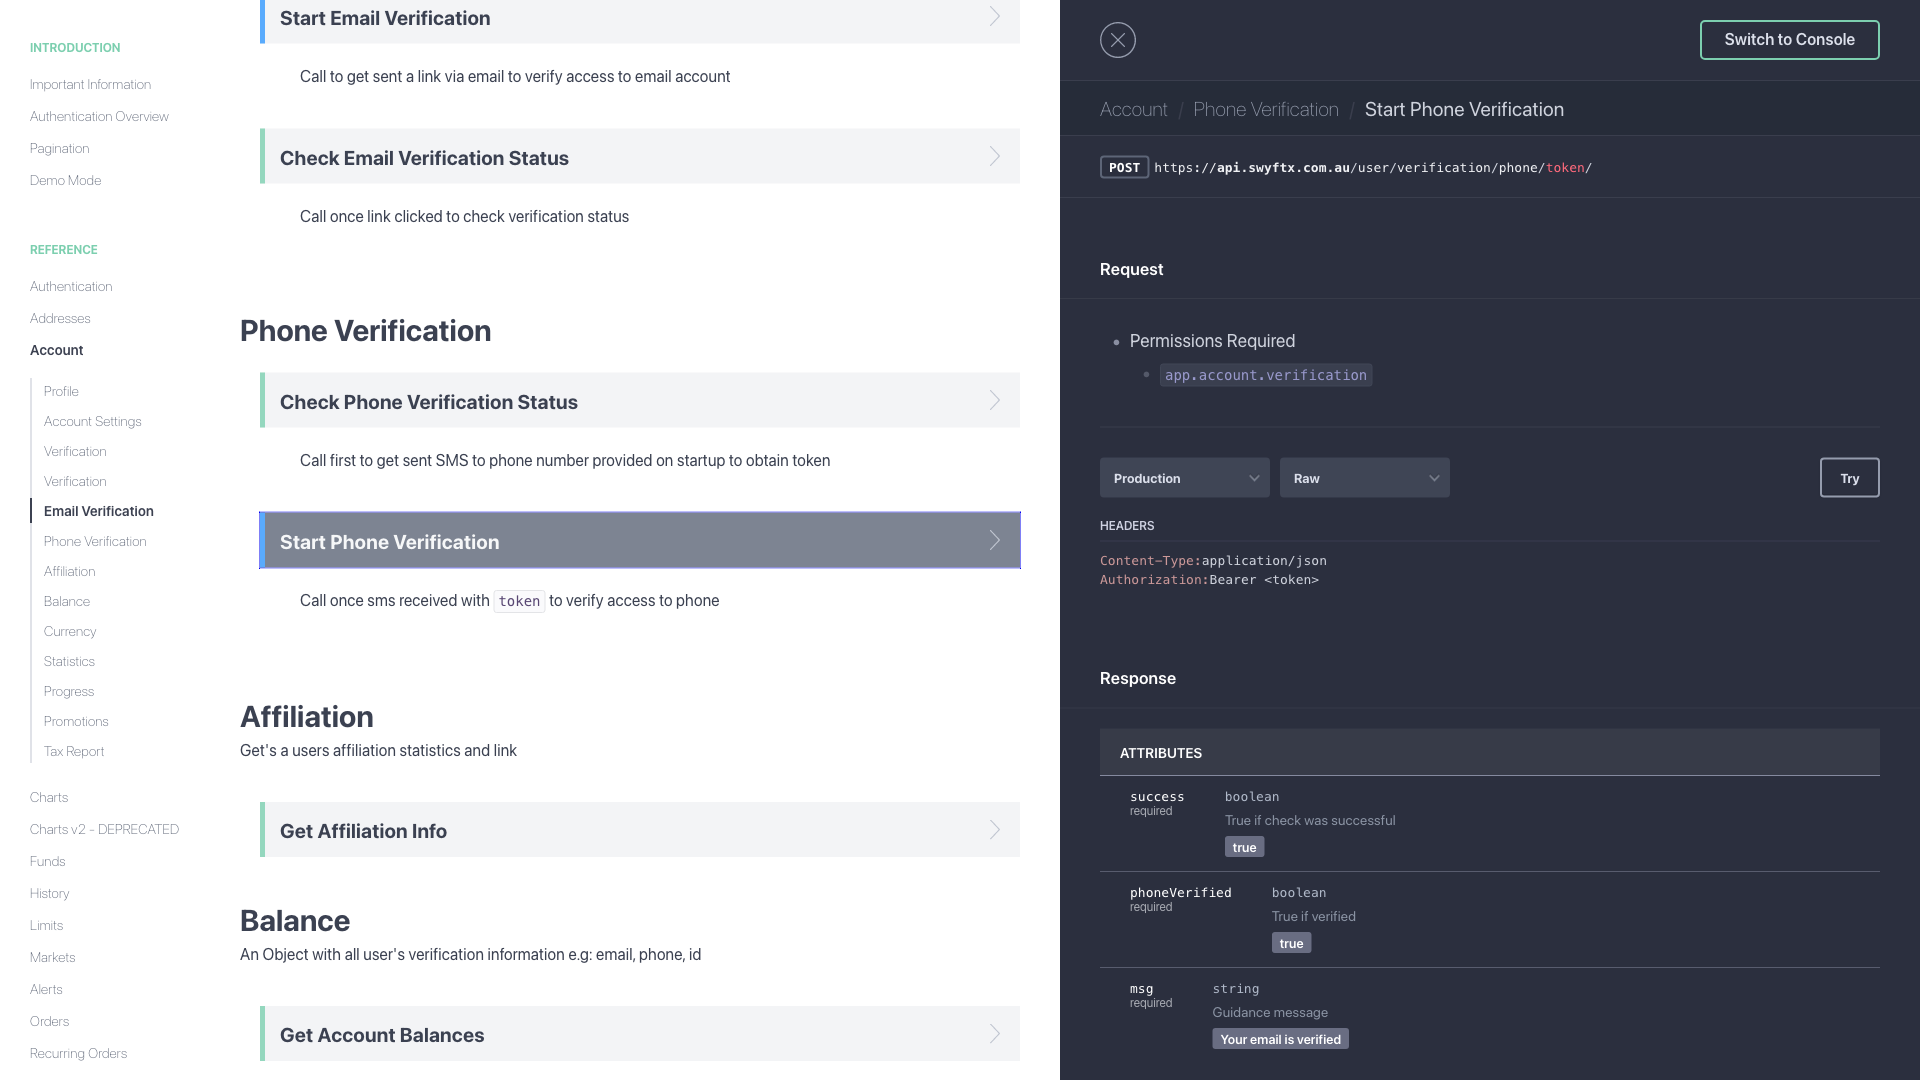 INTRODUCTION
Important Information
Authentication Overview
Pagination
Demo Mode
REFERENCE
Authentication
Addresses
Account
Profile
Account Settings
Verification
Verification
Email Verification
Phone Verification
Affiliation
Balance
Currency
Statistics
Progress
Promotions
Tax Report
Charts
Charts v2 - DEPRECATED
Funds
History
Limits
Markets
Alerts
Orders
Recurring Orders
Start Email Verification
Call to get sent a link via email to verify access to email account
Check Email Verification Status
Call once link clicked to check verification status
Phone Verification
Check Phone Verification Status
Call first to get sent SMS to phone number provided on startup to obtain token
Start Phone Verification
Call once sms received with token to verify access to phone
Affiliation
Get's a users affiliation statistics and link
Get Affiliation Info
Balance
An Object with all user's verification information e.g: email, phone, id
Get Account Balances
Switch to Console
Account / Phone Verification / Start Phone Verification
POST https://api.swyftx.com.au/user/verification/phone/token/
Request
Permissions Required
app.account.verification
Production Raw Try
HEADERS
Content-Type:application/json
Authorization:Bearer <token>
Response
ATTRIBUTES
success boolean
required
True if check was successful
true
phoneVerified boolean
required
True if verified
true
msg string
required
Guidance message
Your email is verified